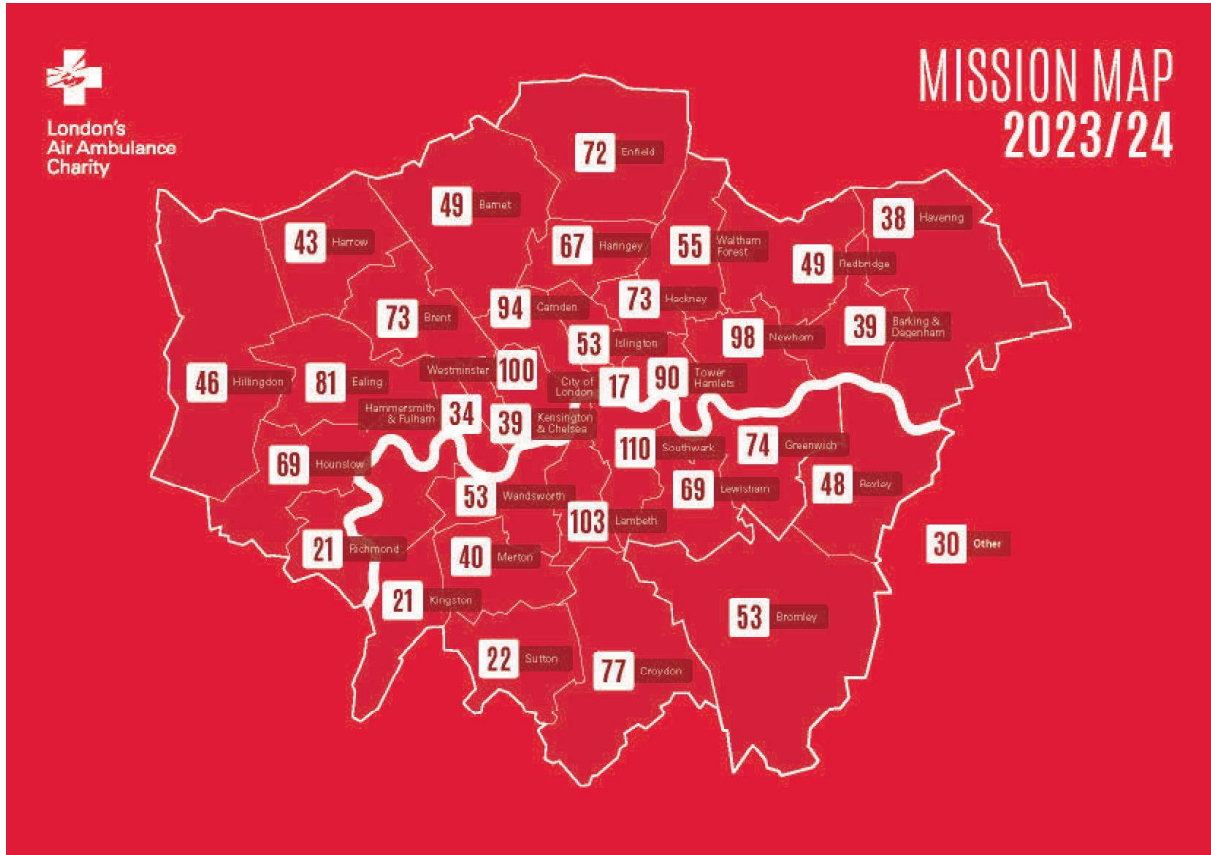 London's
Air Ambulance
Charity
MISSION MAP
2023/24
72 Enfield
49 Barnet
38 Havering
43 Harrow
67 Haringey
55 Waltham
Forest
49 Redbridge
73 Brent
94 Camden
73 Hackney
98 Newham
39 Barking &
Dagenham
53 Islington
46 Hillingdon
81 Ealing
Westminster 100
City of
London 17
90 Tower
Hamlets
Hammersmith
& Fulham 34
39 Kensington
& Chelsea
110 Southwark
74 Greenwich
69 Hounslow
53 Wandsworth
103 Lambeth
69 Lewisham
48 Bexley
21 Richmond
40 Merton
30 Other
21 Kingston
53 Bromley
22 Sutton
77 Croydon